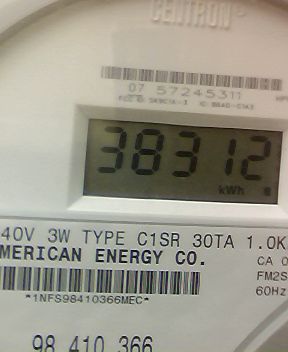 CENTRON®
07 57245311
38312
kWh
40V 3W TYPE C1SR 30TA 1.0K
MERICAN ENERGY CO.
CA 0
FM2S
60Hz
*1NFS98410366MEC*
98 410 366